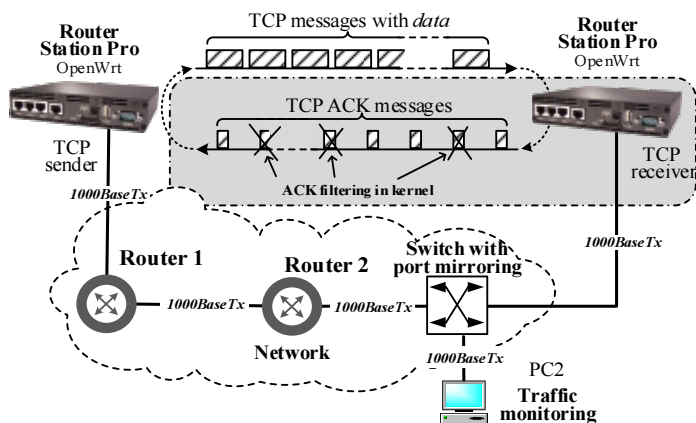 Router
Station Pro
OpenWrt
TCP messages with data
Router
Station Pro
OpenWrt
TCP ACK messages
TCP
sender
TCP
receiver
ACK filtering in kernel
1000BaseTx
1000BaseTx
Router 1
Router 2
Switch with
port mirroring
1000BaseTx
1000BaseTx
Network
1000BaseTx
PC2
Traffic
monitoring